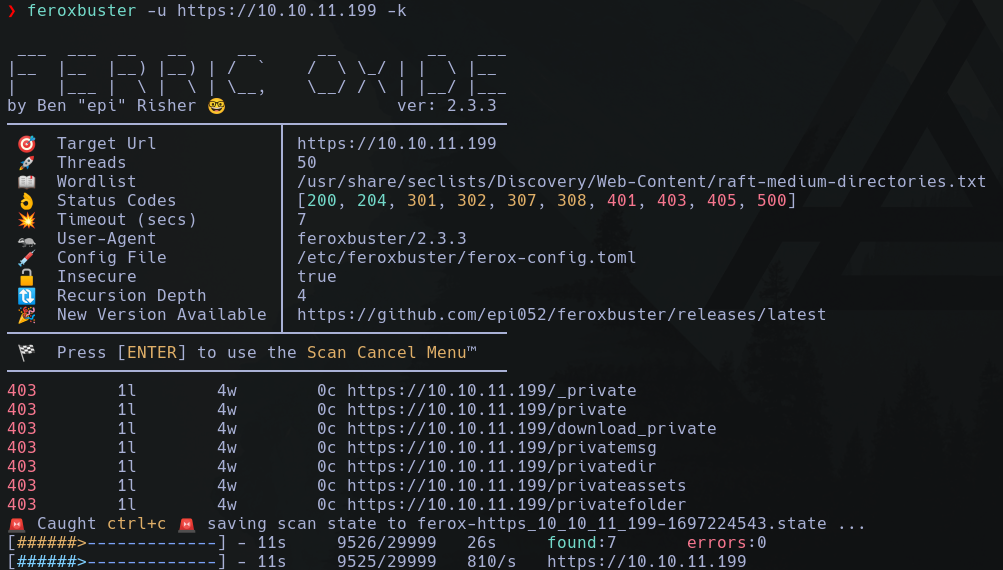 ❯ feroxbuster -u https://10.10.11.199 -k
 ___  ___  __   __     __      __         __   ___
|__  |__  |__) |__) | /  `    /  \ \_/ | |  \ |__
|    |___ |  \ |  \ | \__,    \__/ / \ | |__/ |___
by Ben "epi" Risher 🤓 ver: 2.3.3
🎯 Target Url │ https://10.10.11.199
🚀 Threads │ 50
📖 Wordlist │ /usr/share/seclists/Discovery/Web-Content/raft-medium-directories.txt
👌 Status Codes │ [200, 204, 301, 302, 307, 308, 401, 403, 405, 500]
💥 Timeout (secs) │ 7
🦡 User-Agent │ feroxbuster/2.3.3
💉 Config File │ /etc/feroxbuster/ferox-config.toml
🔓 Insecure │ true
🔃 Recursion Depth │ 4
🎉 New Version Available │ https://github.com/epi052/feroxbuster/releases/latest
🏁 Press [ENTER] to use the Scan Cancel Menu™
403 1l 4w 0c https://10.10.11.199/_private
403 1l 4w 0c https://10.10.11.199/private
403 1l 4w 0c https://10.10.11.199/download_private
403 1l 4w 0c https://10.10.11.199/privatemsg
403 1l 4w 0c https://10.10.11.199/privatedir
403 1l 4w 0c https://10.10.11.199/privateassets
403 1l 4w 0c https://10.10.11.199/privatefolder
🚨 Caught ctrl+c 🚨 saving scan state to ferox-https_10_10_11_199-1697224543.state ...
[######>-------------] - 11s 9526/29999 26s found:7 errors:0
[######>-------------] - 11s 9525/29999 810/s https://10.10.11.199